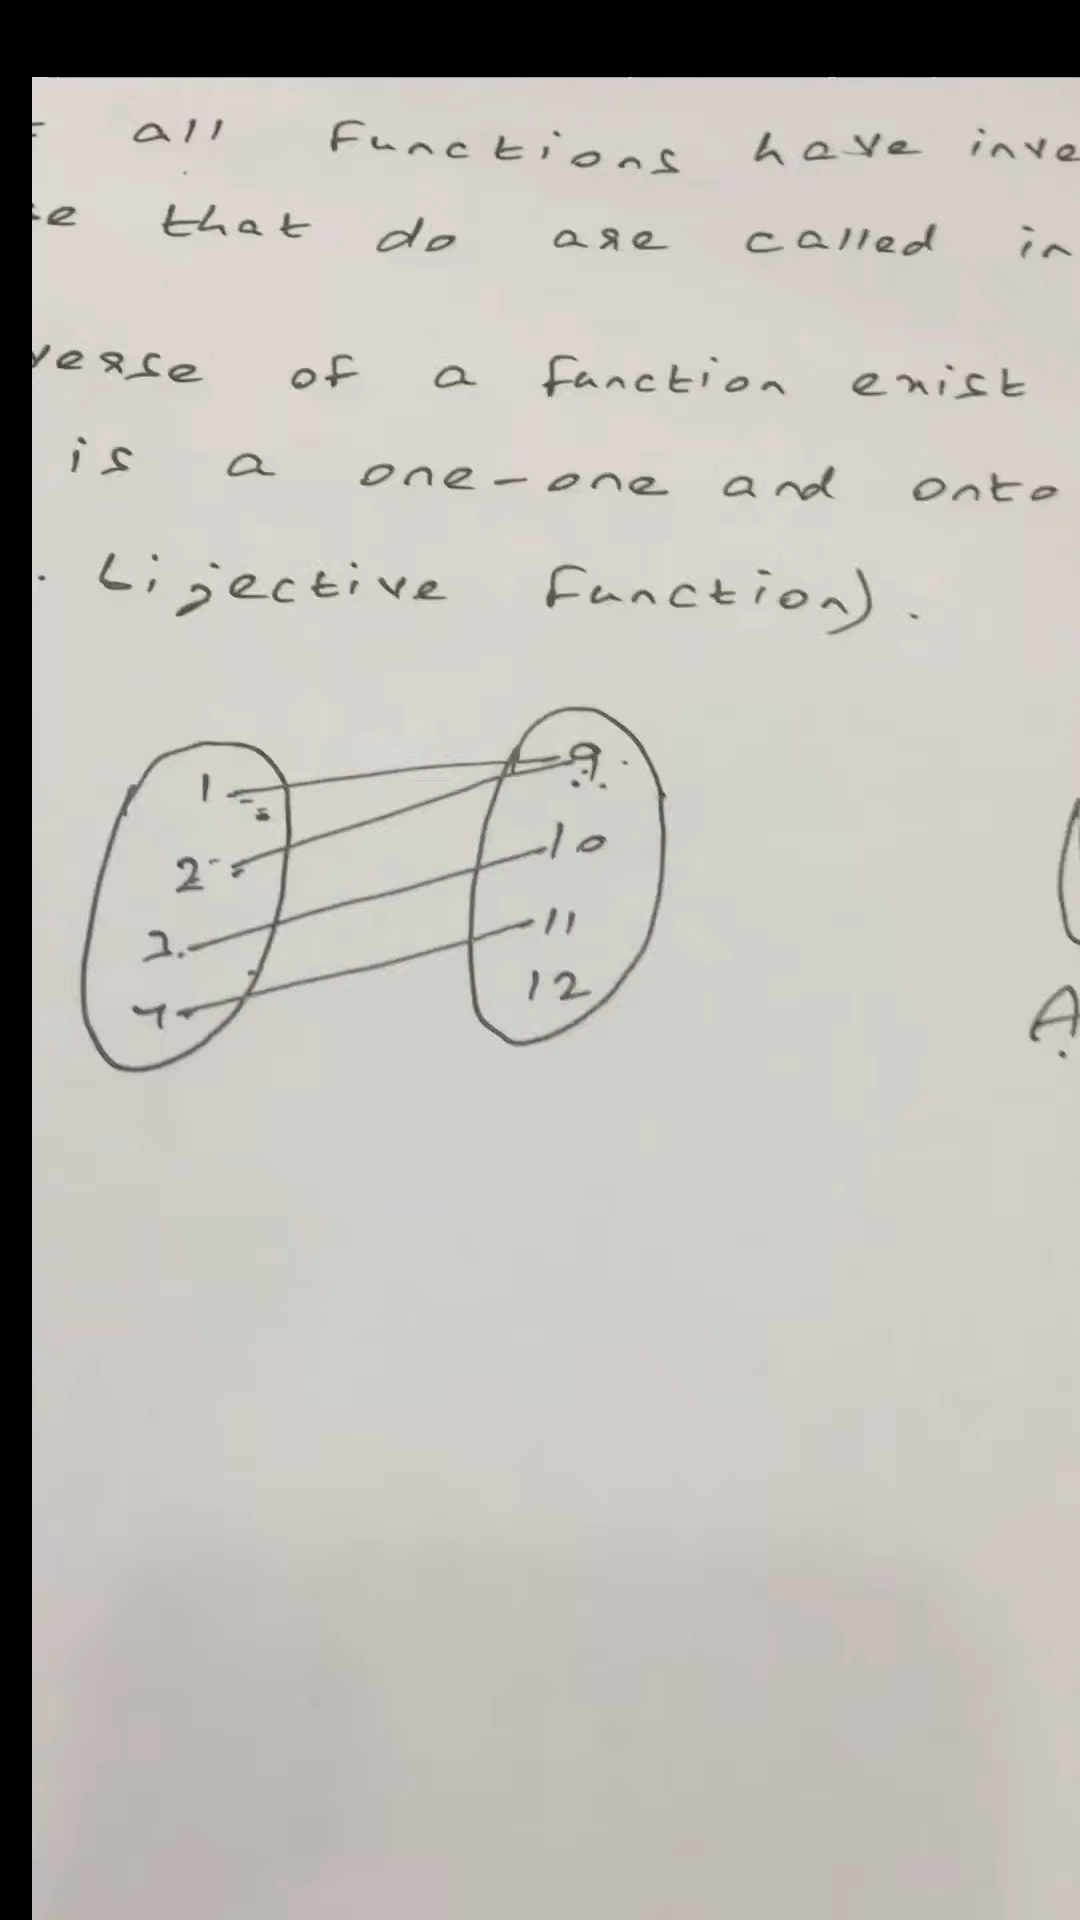 all functions have inve
that do are called in
verse of a function exist
is a one-one and onto
. bijective function).
1 9
2 10
3 11
4 12
A